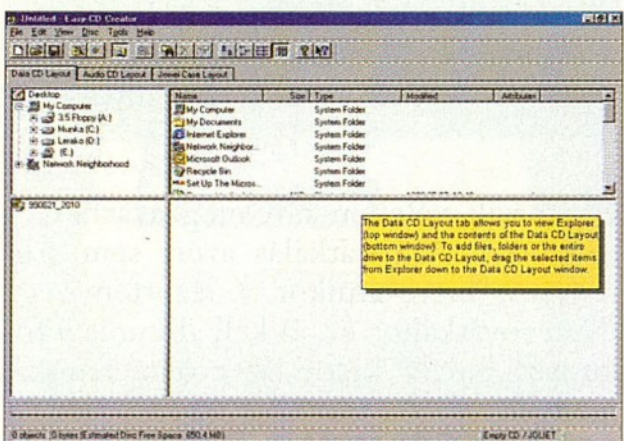 Untitled - Easy CD Creator
File Edit View Disc Tools Help
Data CD Layout Audio CD Layout Jewel Case Layout
Desktop
My Computer
3.5 Floppy (A:)
Munka (C:)
Lerako (D:)
(E:)
Network Neighborhood
Name Size Type Modified Attributes
My Computer System Folder
My Documents System Folder
Internet Explorer System Folder
Network Neighbor... System Folder
Microsoft Outlook System Folder
Recycle Bin System Folder
Set Up The Micros... System Folder
990821_2010
The Data CD Layout tab allows you to view Explorer
(top window) and the contents of the Data CD Layout
(bottom window). To add files, folders or the entire
drive to the Data CD Layout, drag the selected items
from Explorer down to the Data CD Layout window.
0 objects 0 bytes (Estimated Disc Free Space: 650.4 MB) Empty CD / JOLIET